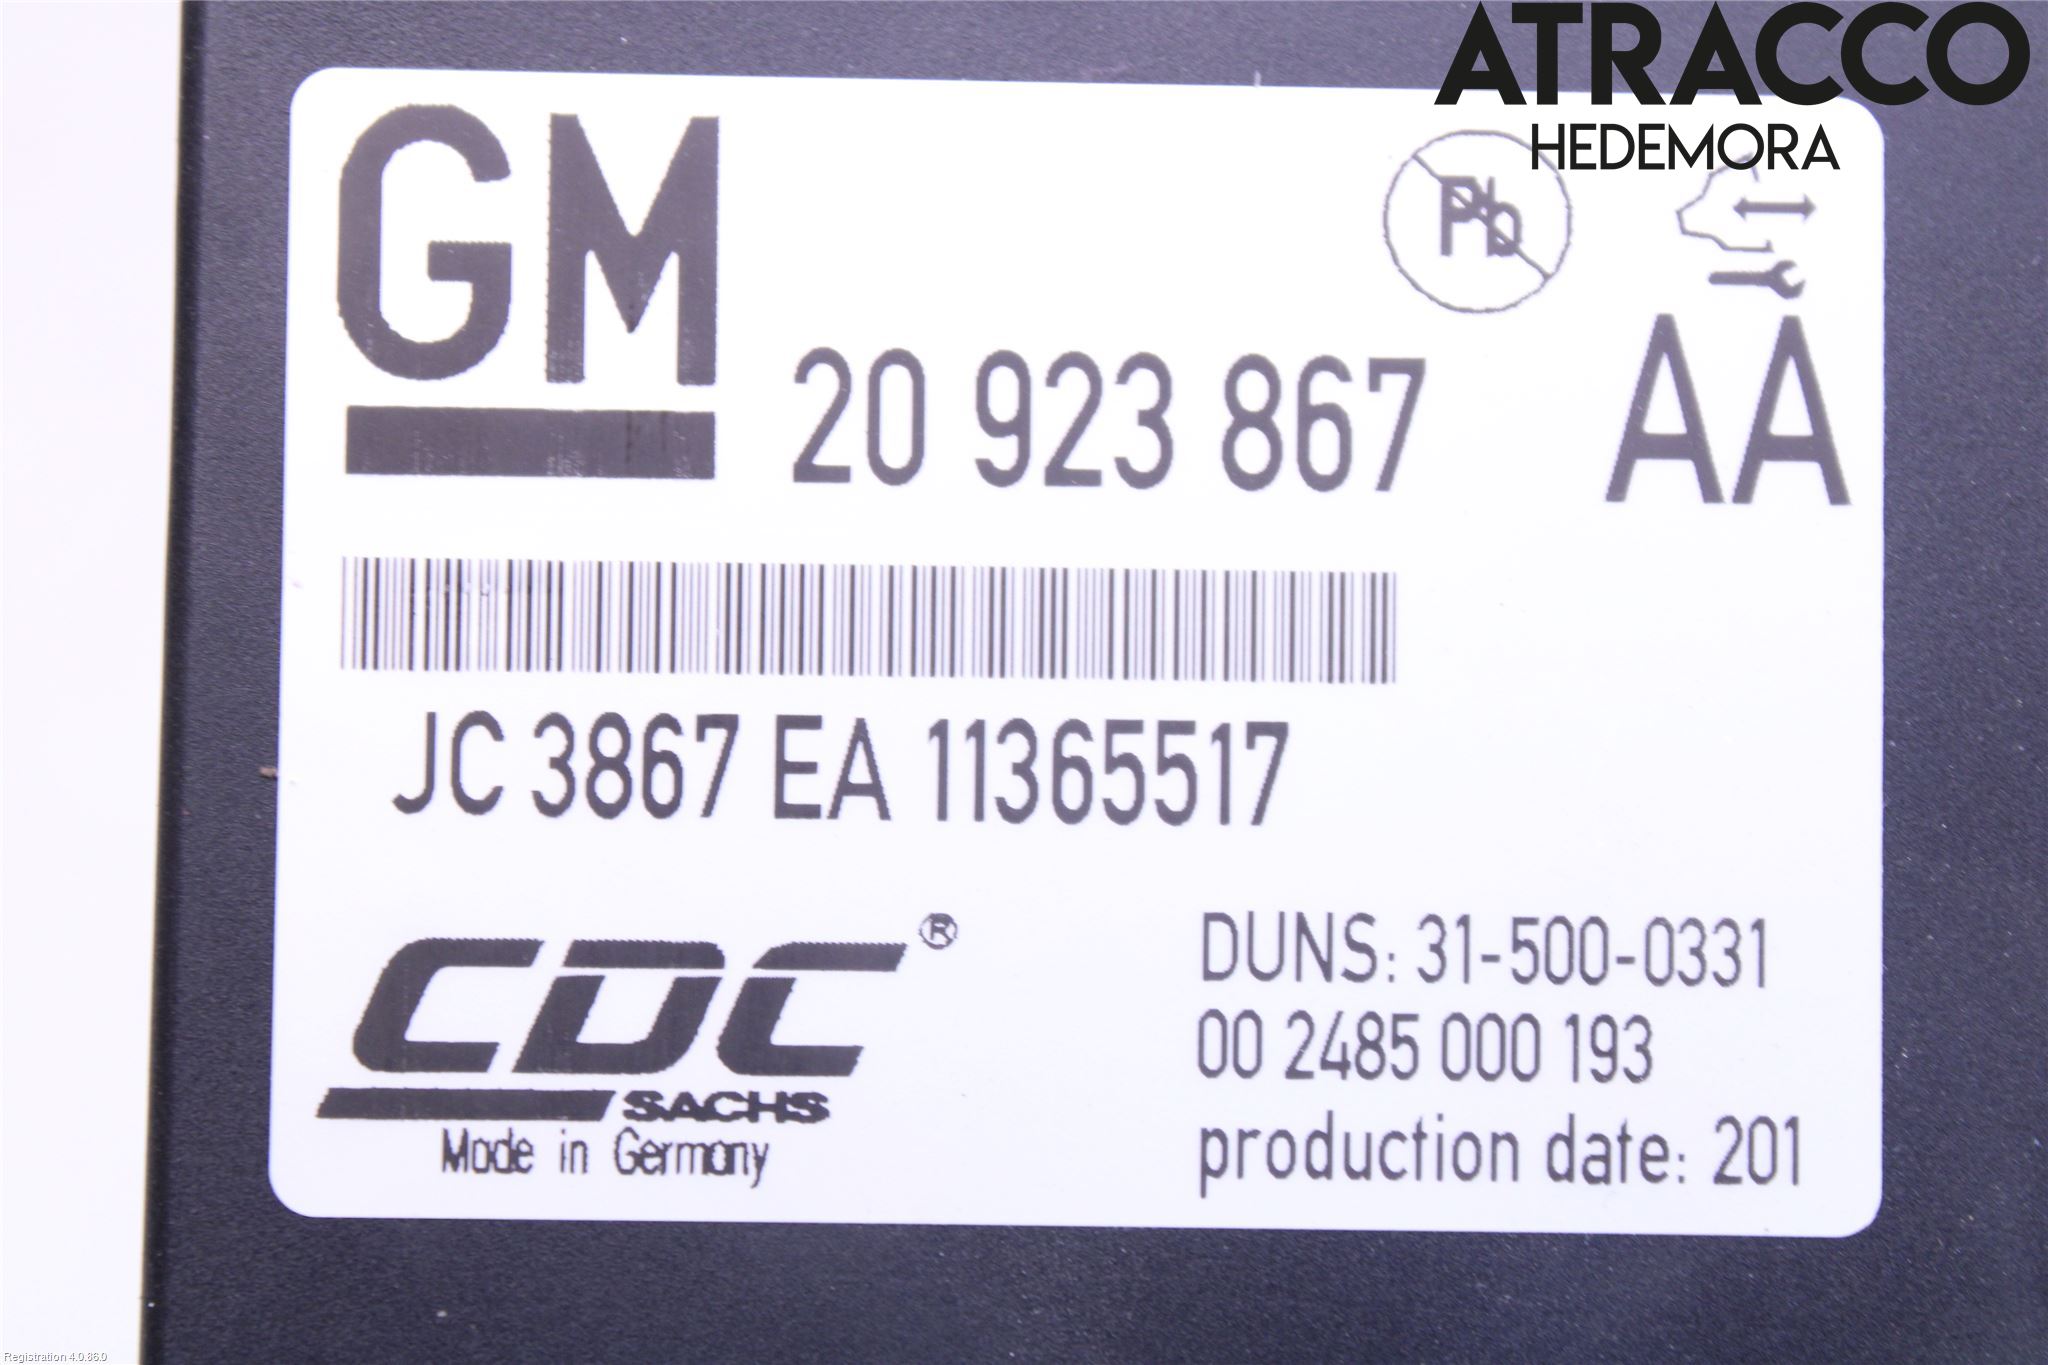 ATRACCO
HEDEMORA
GM
Pb
20 923 867
AA
JC 3867 EA 11365517
CDC®
SACHS
Made in Germany
DUNS: 31-500-0331
00 2485 000 193
production date: 201
Registration 4.0.86.0